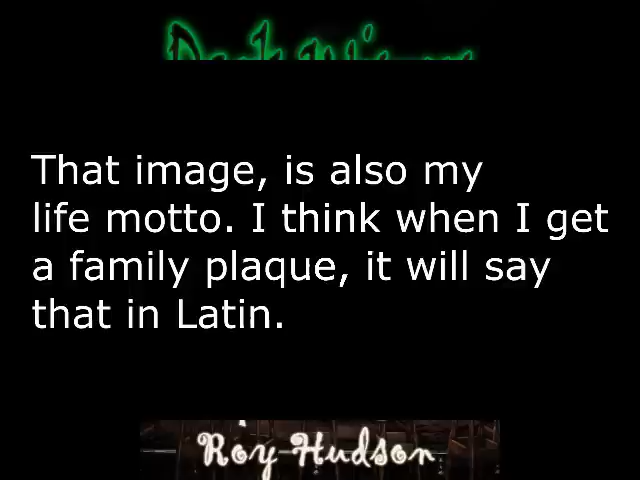 That image, is also my
life motto. I think when I get
a family plaque, it will say
that in Latin.
Roy Hudson